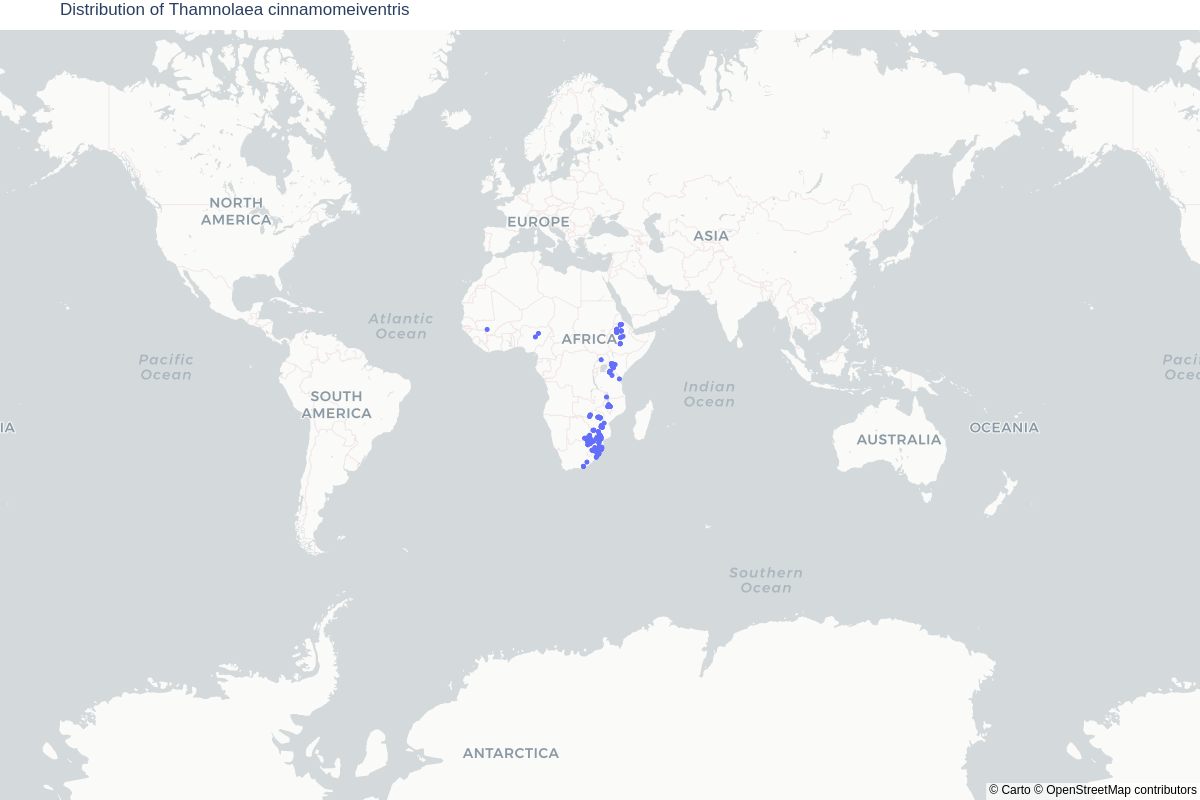 Distribution of Thamnolaea cinnamomeiventris
NORTH
AMERICA
EUROPE
ASIA
Atlantic
Ocean
AFRICA
Pacific
Ocean
Pacific
Ocean
Indian
Ocean
SOUTH
AMERICA
IA
AUSTRALIA
OCEANIA
Southern
Ocean
ANTARCTICA
© Carto © OpenStreetMap contributors